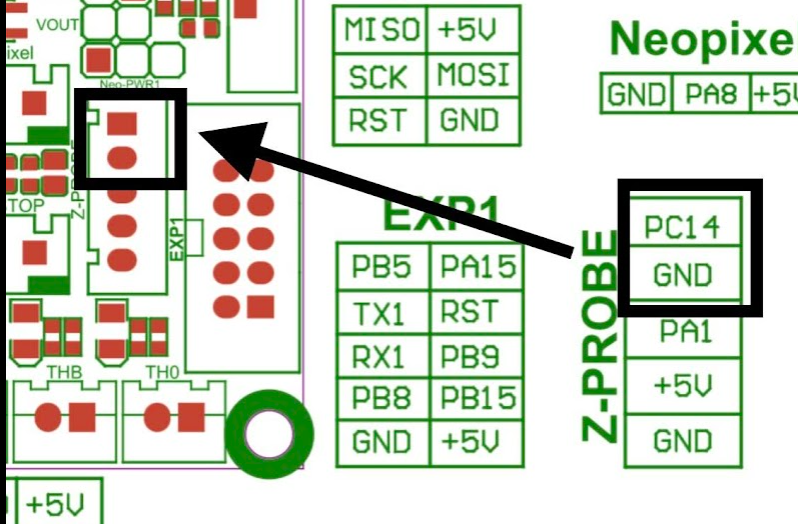 VOUT
ixel
Neo-PWR1
TOP
EXP1
THB
TH0
+5V
MISO +5V
SCK MOSI
RST GND
EXP1
PB5 PA15
TX1 RST
RX1 PB9
PB8 PB15
GND +5V
Neopixe
GND PA8 +5V
Z-PROBE
PC14
GND
PA1
+5V
GND